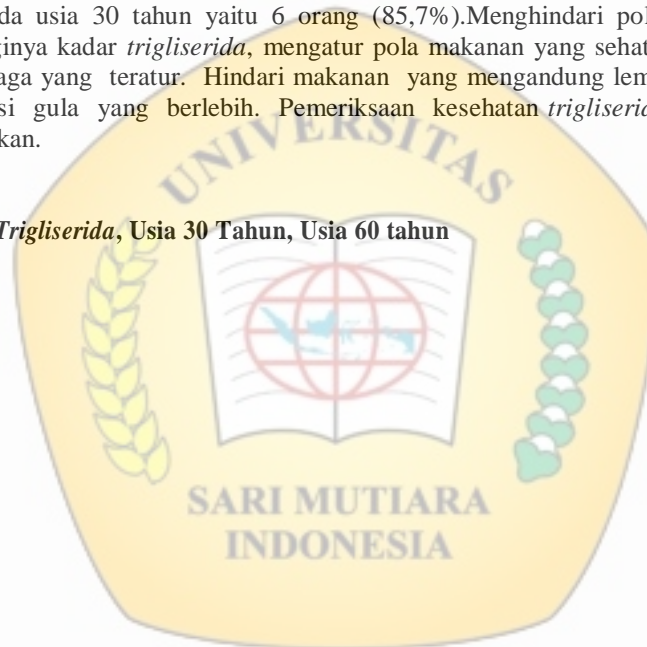 da usia 30 tahun yaitu 6 orang (85,7%).Menghindari pol
ginya kadar trigliserida, mengatur pola makanan yang sehat
aga yang teratur. Hindari makanan yang mengandung lem
si gula yang berlebih. Pemeriksaan kesehatan trigliserid
kan.
UNIVERSITAS
Trigliserida, Usia 30 Tahun, Usia 60 tahun
SARI MUTIARA
INDONESIA